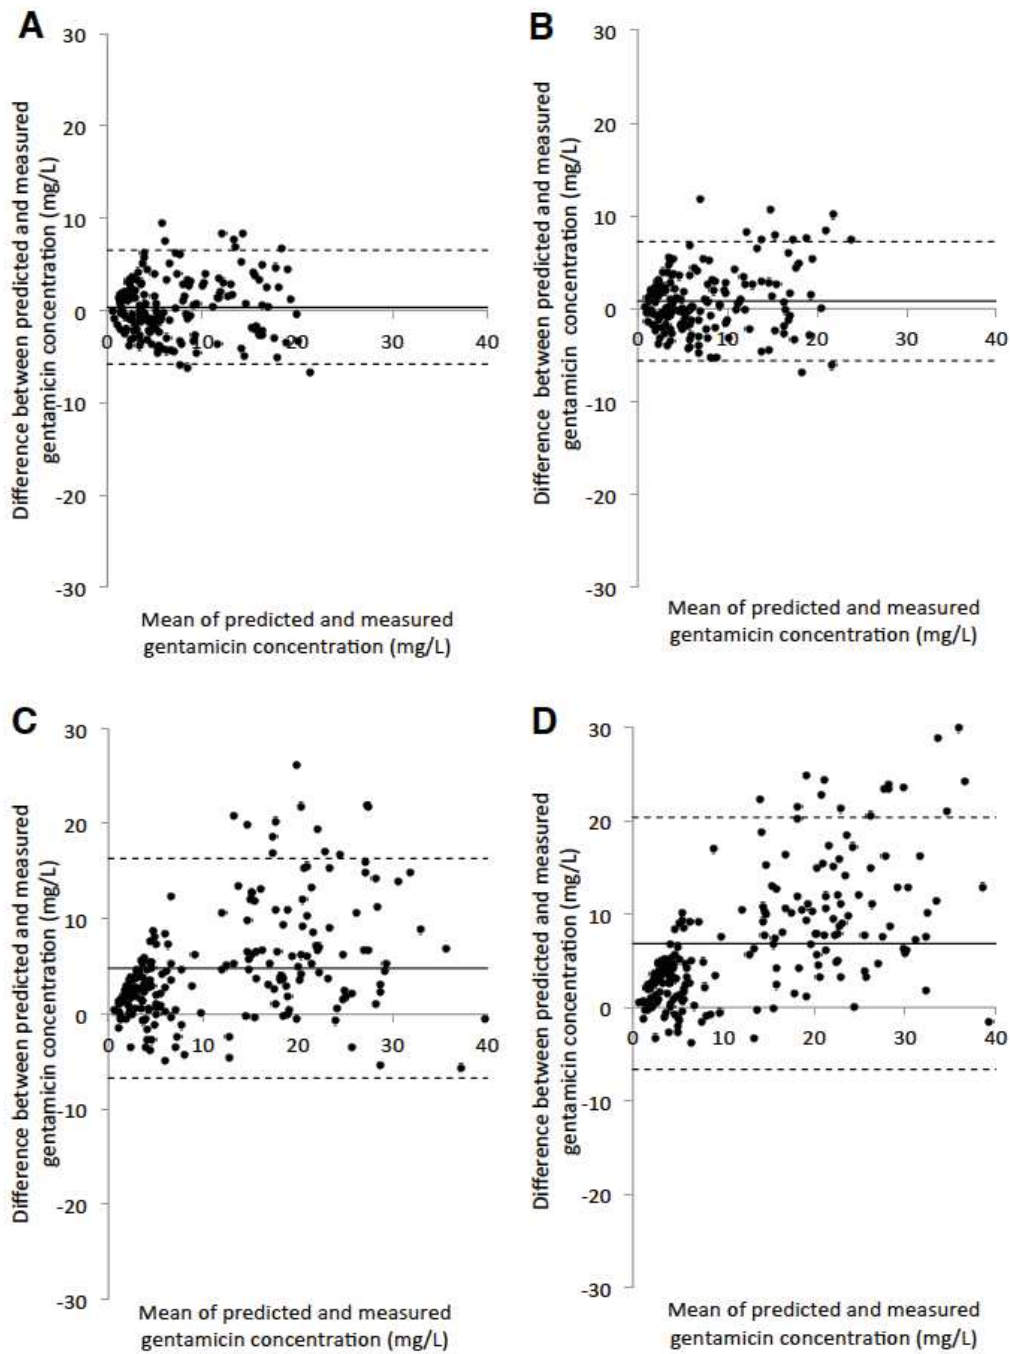 A
30
20
10
0
-10
-20
-30
0 10 20 30 40
Difference between predicted and measured
gentamicin concentration (mg/L)
Mean of predicted and measured
gentamicin concentration (mg/L)
B
30
20
10
0
-10
-20
-30
0 10 20 30 40
Difference between predicted and measured
gentamicin concentration (mg/L)
Mean of predicted and measured
gentamicin concentration (mg/L)
C
30
20
10
0
-10
-20
-30
0 10 20 30 40
Difference between predicted and measured
gentamicin concentration (mg/L)
Mean of predicted and measured
gentamicin concentration (mg/L)
D
30
20
10
0
-10
-20
-30
0 10 20 30 40
Difference between predicted and measured
gentamicin concentration (mg/L)
Mean of predicted and measured
gentamicin concentration (mg/L)